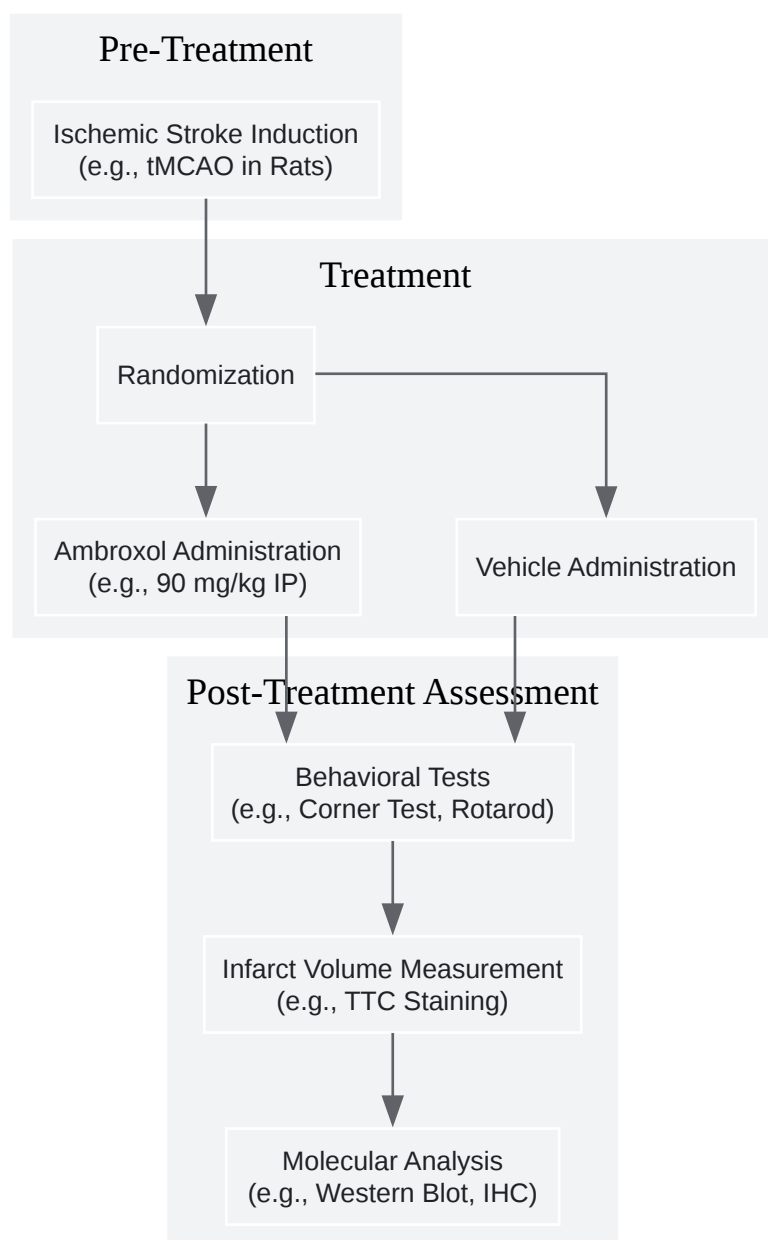 Pre-Treatment
Ischemic Stroke Induction
(e.g., tMCAO in Rats)
Treatment
Randomization
Ambroxol Administration
(e.g., 90 mg/kg IP)
Vehicle Administration
Post-Treatment Assessment
Behavioral Tests
(e.g., Corner Test, Rotarod)
Infarct Volume Measurement
(e.g., TTC Staining)
Molecular Analysis
(e.g., Western Blot, IHC)